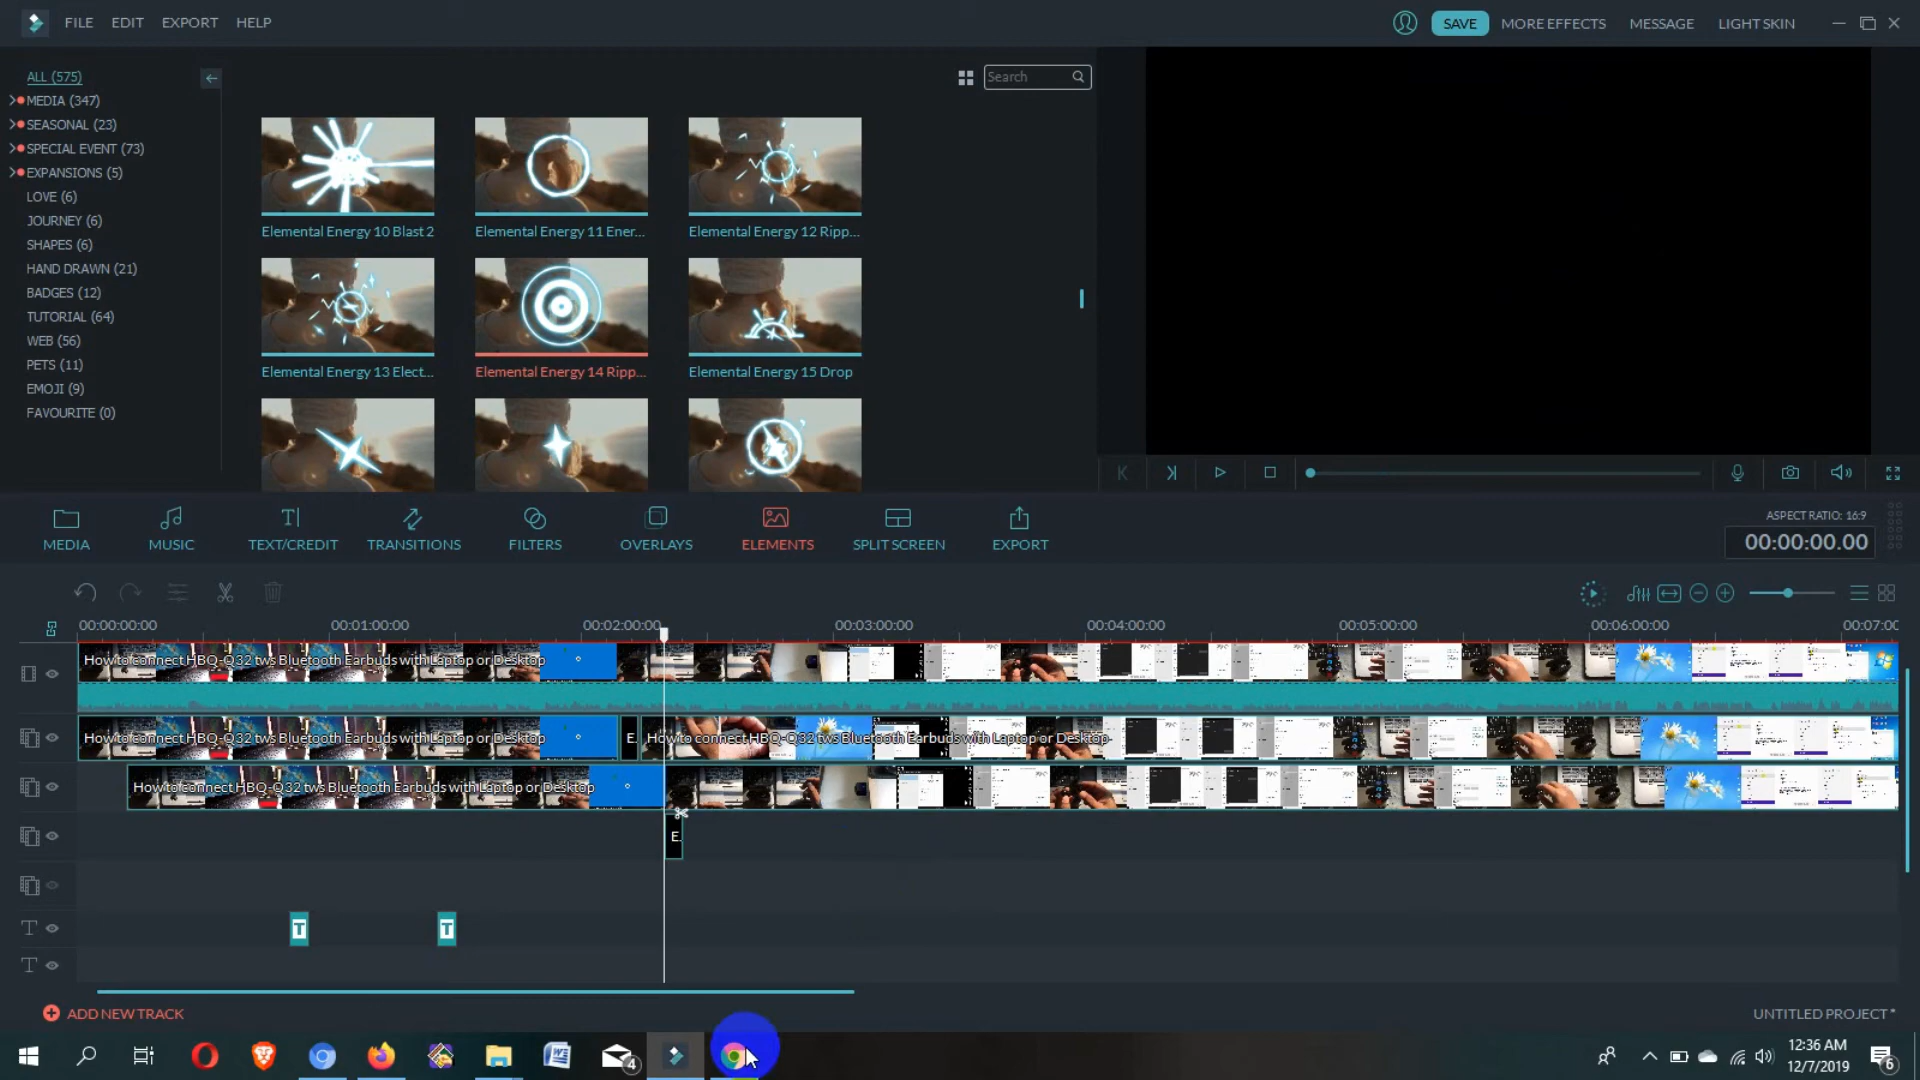 FILE EDIT EXPORT HELP
SAVE MORE EFFECTS MESSAGE LIGHT SKIN
ALL (575)
MEDIA (347)
SEASONAL (23)
SPECIAL EVENT (73)
EXPANSIONS (5)
LOVE (6)
JOURNEY (6)
SHAPES (6)
HAND DRAWN (21)
BADGES (12)
TUTORIAL (64)
WEB (56)
PETS (11)
EMOJI (9)
FAVOURITE (0)
Search
Elemental Energy 10 Blast 2
Elemental Energy 11 Ener...
Elemental Energy 12 Ripp...
Elemental Energy 13 Elect...
Elemental Energy 14 Ripp...
Elemental Energy 15 Drop
MEDIA
MUSIC
TEXT/CREDIT
TRANSITIONS
FILTERS
OVERLAYS
ELEMENTS
SPLIT SCREEN
EXPORT
ASPECT RATIO: 16:9
00:00:00.00
00:00:00:00 00:01:00:00 00:02:00:00 00:03:00:00 00:04:00:00 00:05:00:00 00:06:00:00 00:07:00
How to connect HBQ-Q32 tws Bluetooth Earbuds with Laptop or Desktop
How to connect HBQ-Q32 tws Bluetooth Earbuds with Laptop or Desktop E. How to connect HBQ-Q32 tws Bluetooth Earbuds with Laptop or Desktop
How to connect HBQ-Q32 tws Bluetooth Earbuds with Laptop or Desktop
E.
T T T
T
ADD NEW TRACK
UNTITLED PROJECT*
4
12:36 AM
12/7/2019
6